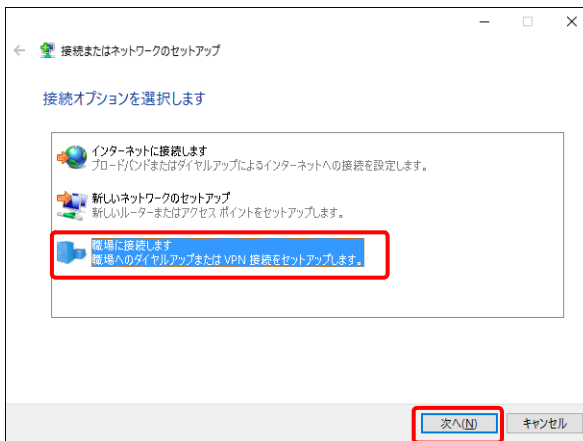 接続またはネットワークのセットアップ
接続オプションを選択します
インターネットに接続します
ブロードバンドまたはダイヤルアップによるインターネットへの接続を設定します。
新しいネットワークのセットアップ
新しいルーターまたはアクセス ポイントをセットアップします。
職場に接続します
職場へのダイヤルアップまたは VPN 接続をセットアップします。
次へ(N)
キャンセル